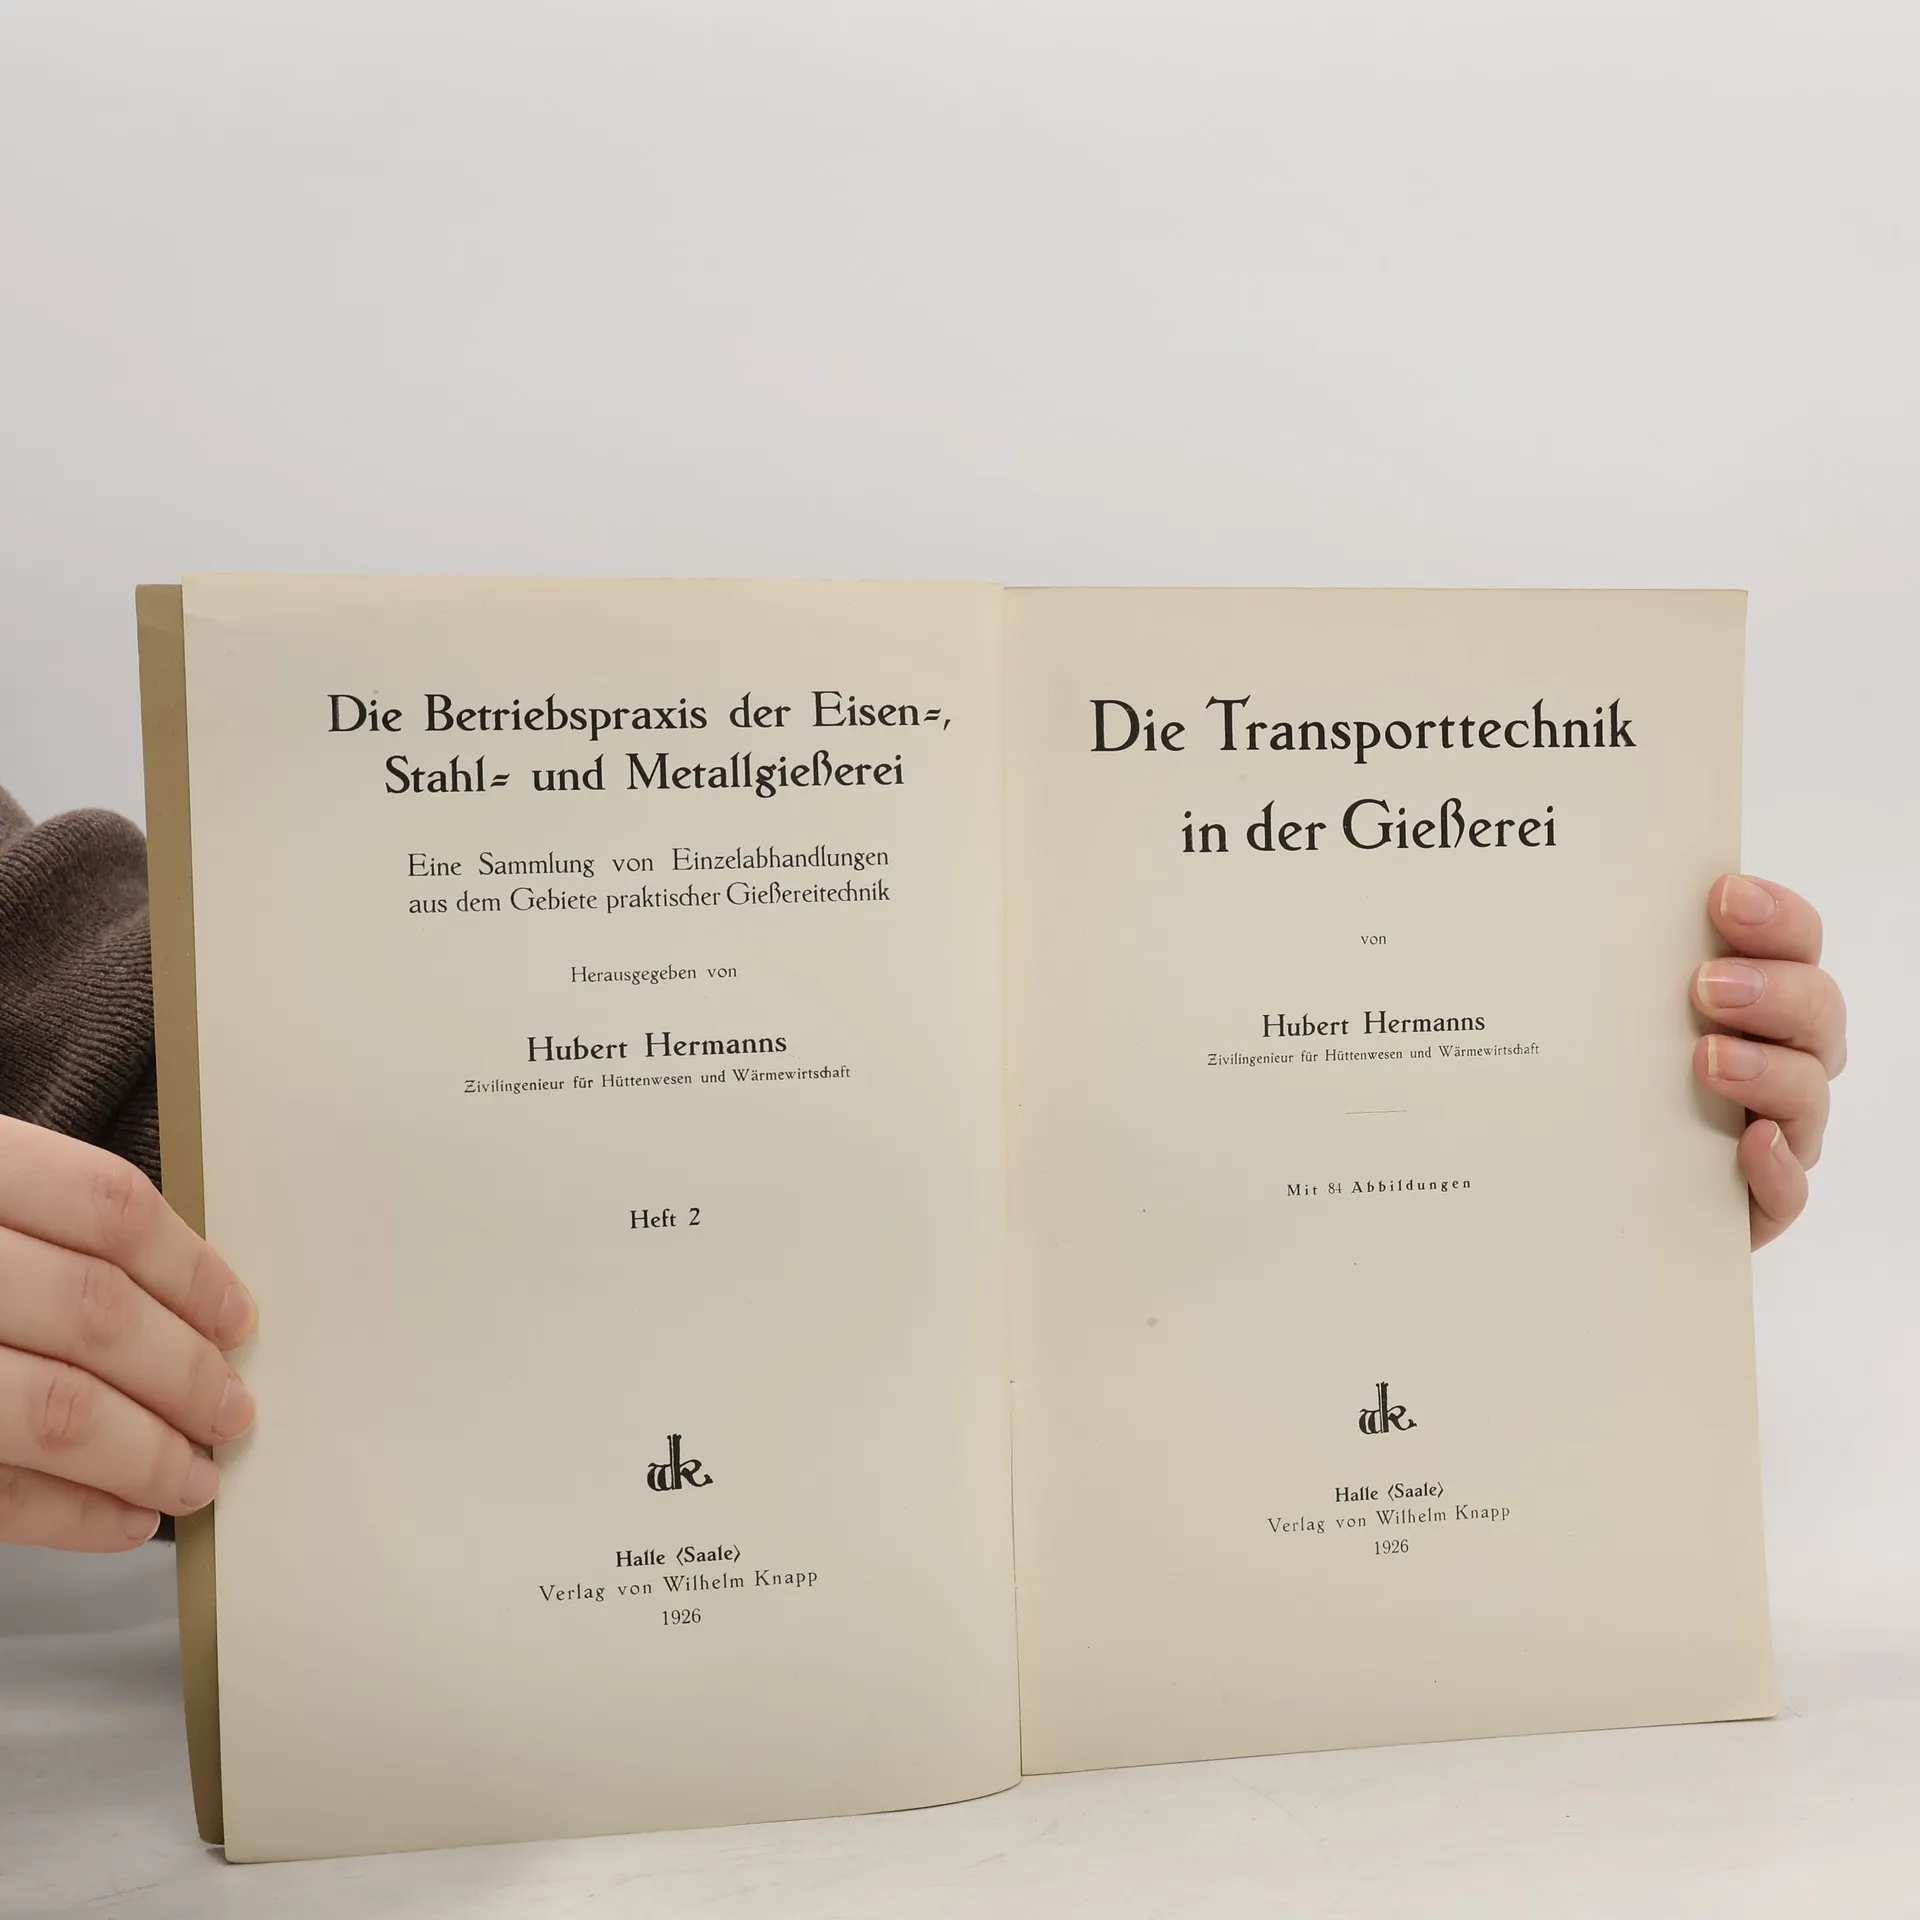 Die Betriebspraxis der Eisen-,
Stahl- und Metallgießerei
Eine Sammlung von Einzelabhandlungen
aus dem Gebiete praktischer Gießereitechnik
Herausgegeben von
Hubert Hermanns
Zivilingenieur für Hüttenwesen und Wärmewirtschaft
Heft 2
Halle ⟨Saale⟩
Verlag von Wilhelm Knapp
1926
Die Transporttechnik
in der Gießerei
von
Hubert Hermanns
Zivilingenieur für Hüttenwesen und Wärmewirtschaft
Mit 84 Abbildungen
Halle ⟨Saale⟩
Verlag von Wilhelm Knapp
1926